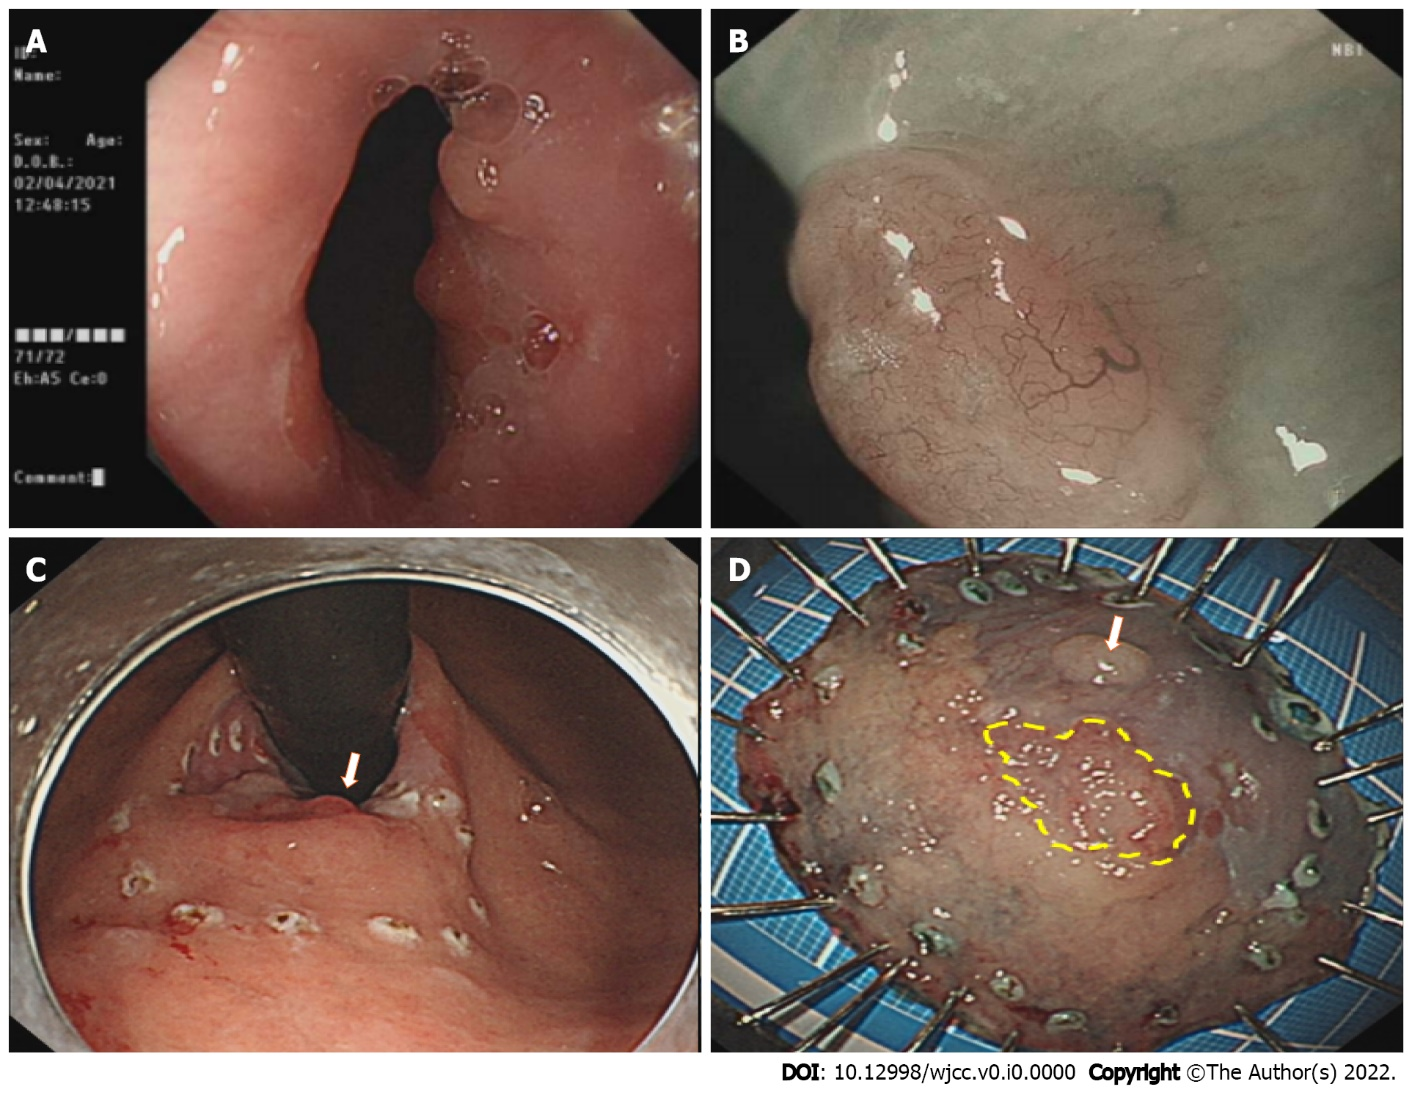 A
ID:
Name:
Sex: Age:
D.O.B.:
02/04/2021
12:48:15
■■■/■■■
71/72
Eh:A5 Ce:0
Comment:
B
NBI
C
D
DOI: 10.12998/wjcc.v0.i0.0000 Copyright ©The Author(s) 2022.